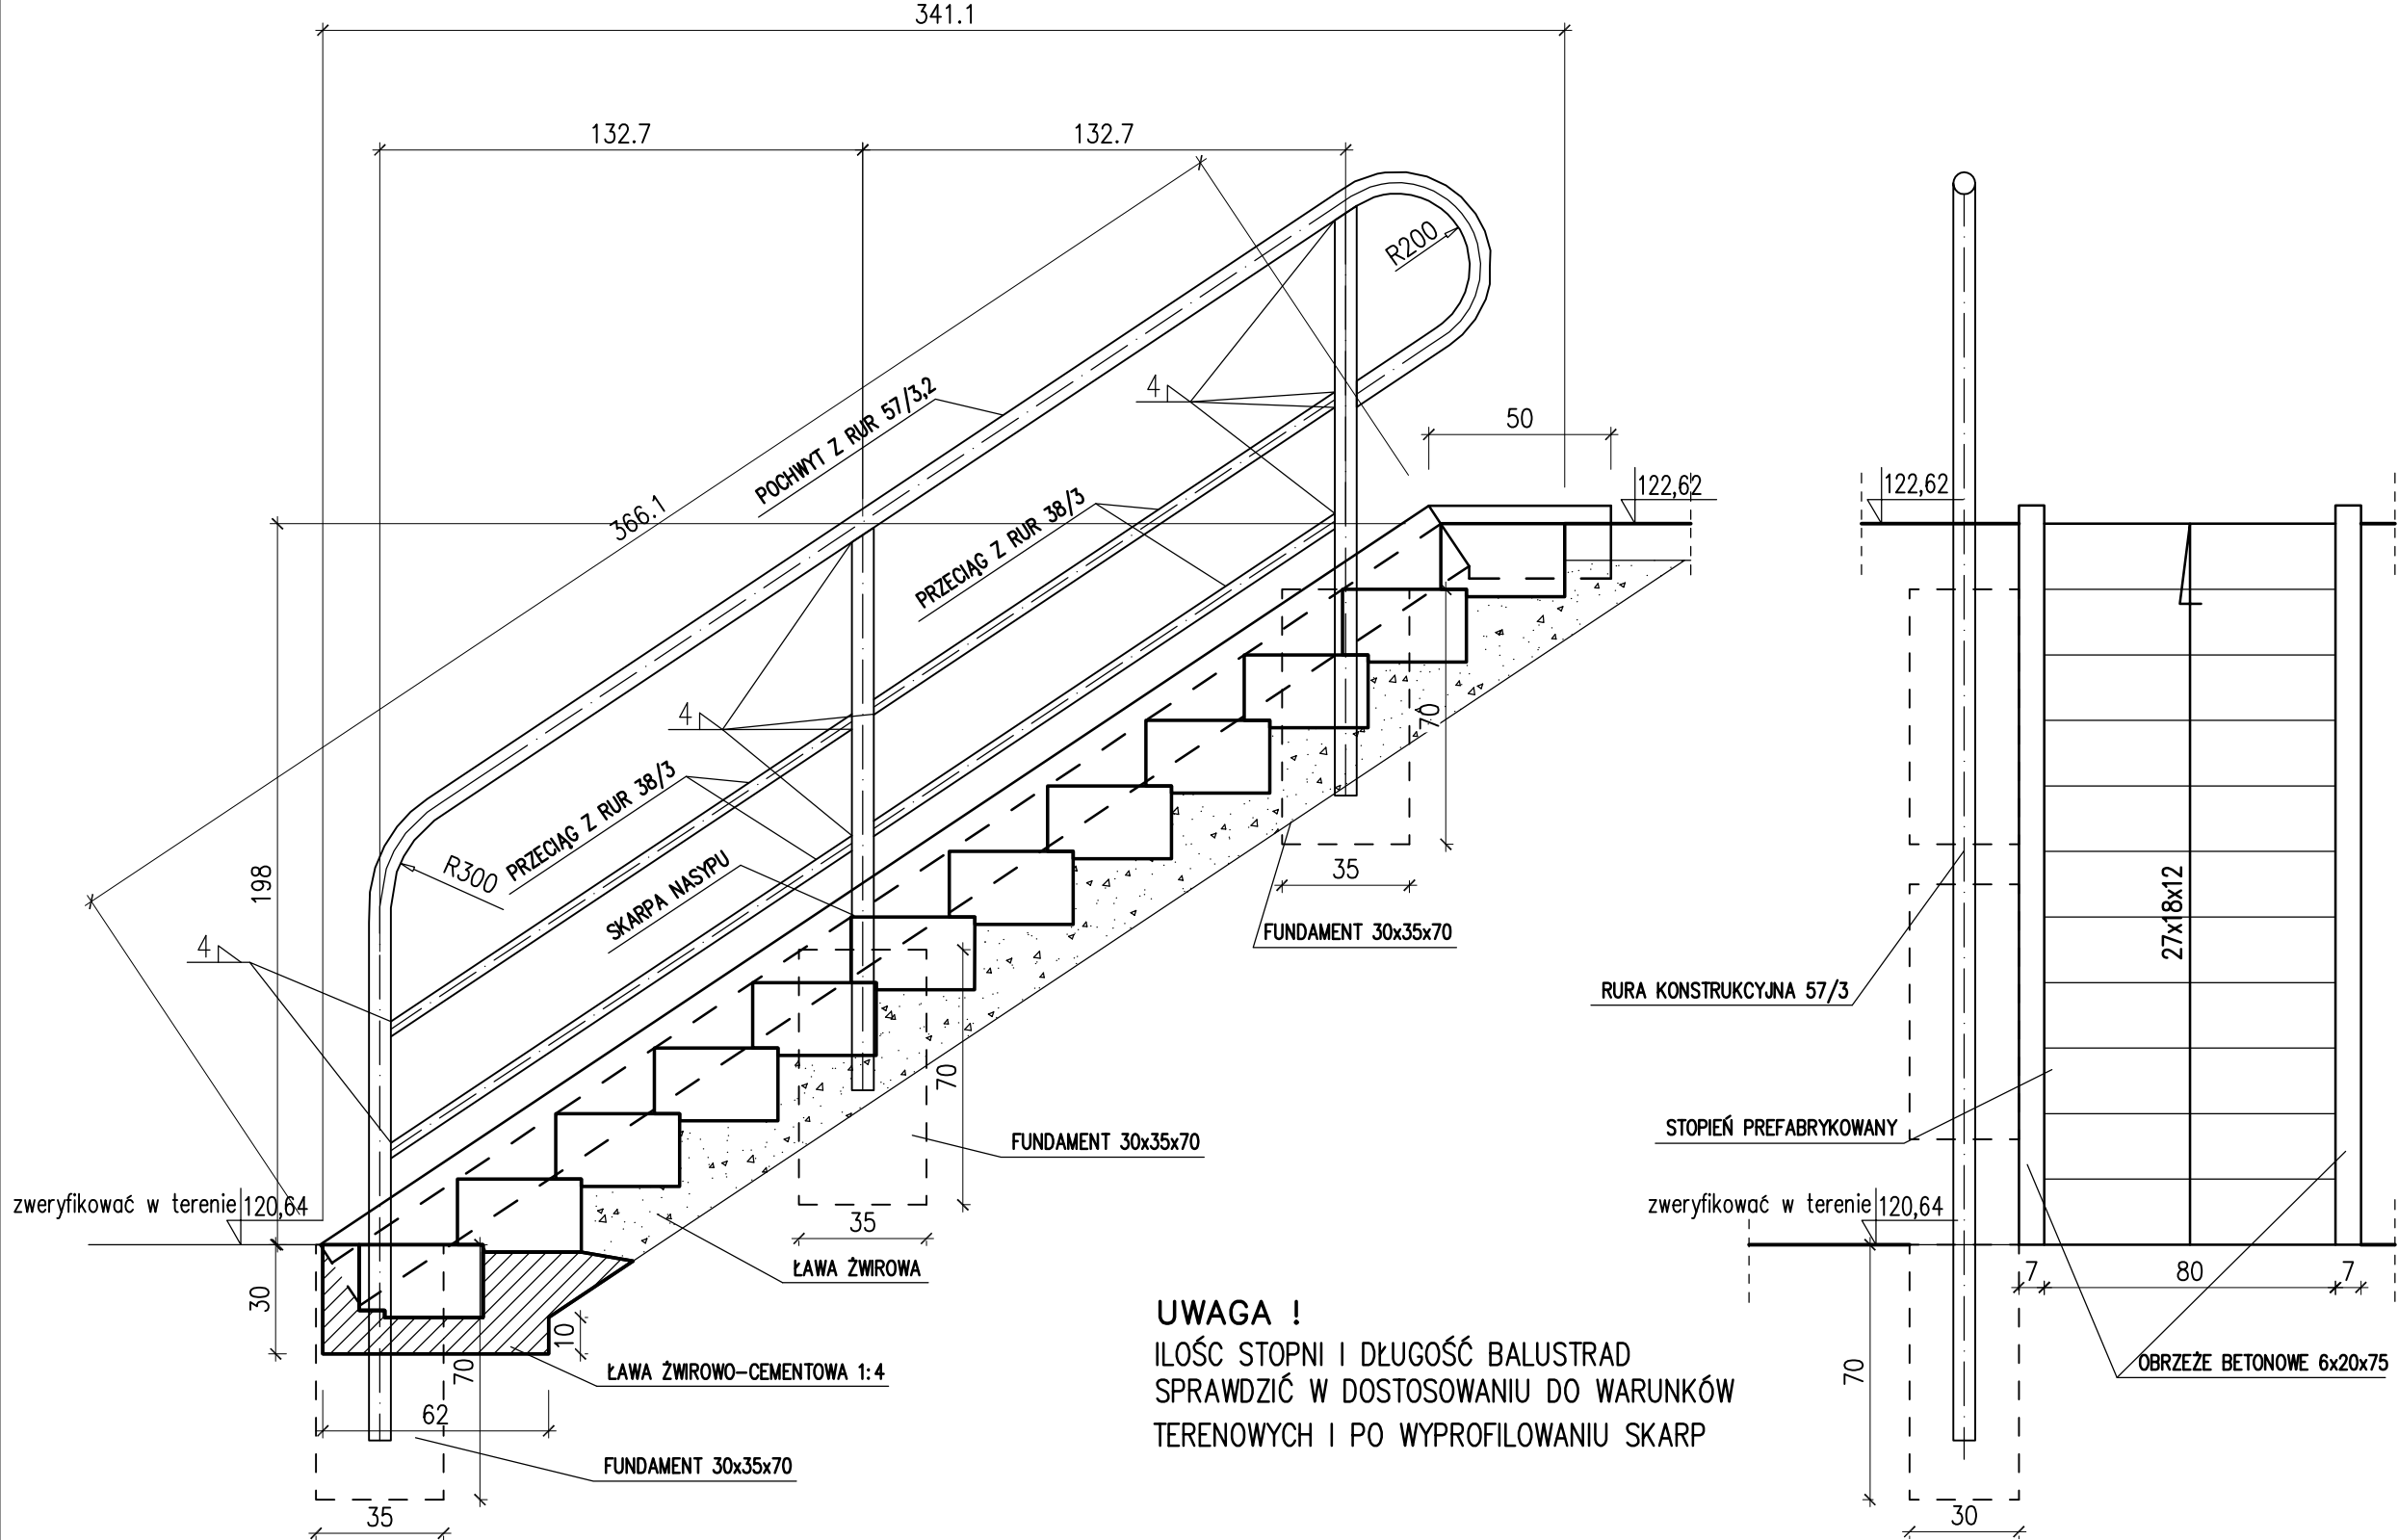 341.1
132.7
132.7
R200
POCHWYT Z RUR 57/3,2
366.1
4
50
122,62
122,62
PRZECIĄG Z RUR 38/3
4
70
198
R300
PRZECIĄG Z RUR 38/3
SKARPA NASYPU
35
FUNDAMENT 30x35x70
27x18x12
4
RURA KONSTRUKCYJNA 57/3
70
FUNDAMENT 30x35x70
STOPIEŃ PREFABRYKOWANY
zweryfikować w terenie 120,64
zweryfikować w terenie 120,64
35
ŁAWA ŻWIROWA
7
80
7
30
10
70
ŁAWA ŻWIROWO-CEMENTOWA 1:4
62
FUNDAMENT 30x35x70
35
UWAGA !
ILOŚC STOPNI I DŁUGOŚĆ BALUSTRAD
SPRAWDZIĆ W DOSTOSOWANIU DO WARUNKÓW
TERENOWYCH I PO WYPROFILOWANIU SKARP
70
OBRZEŻE BETONOWE 6x20x75
30